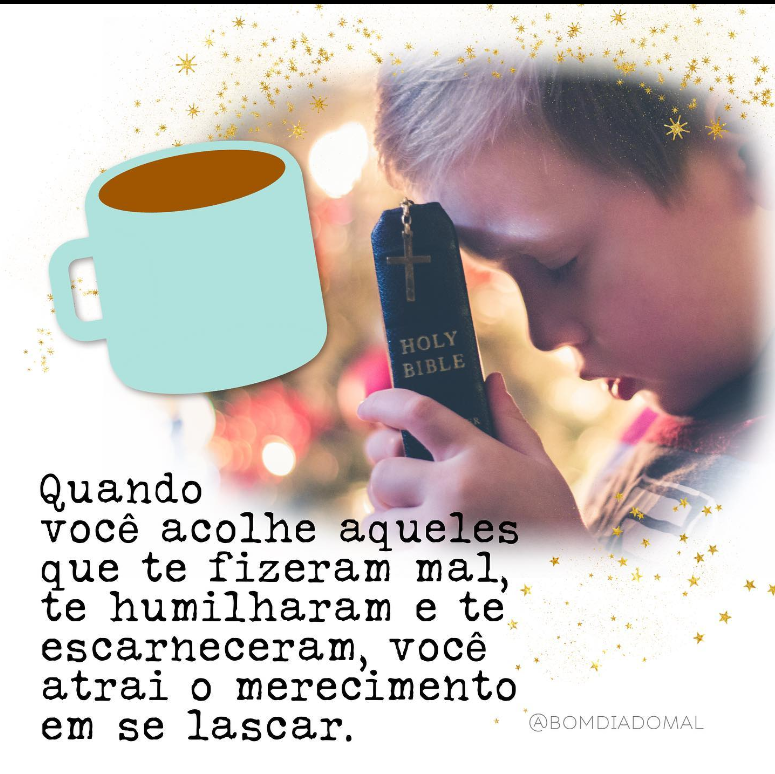 HOLY
BIBLE
Quando
você acolhe aqueles
que te fizeram mal,
te humilharam e te
escarneceram, você
atrai o merecimento
em se lascar.
@BOMDIADOMAL